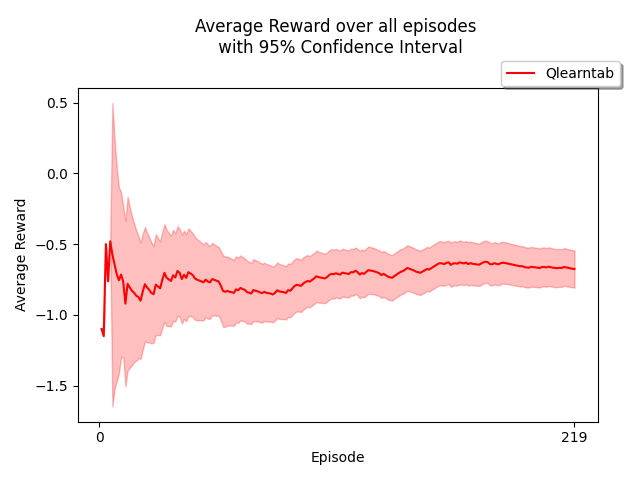 Average Reward over all episodes
with 95% Confidence Interval
Qlearntab
0.5
0.0
−0.5
−1.0
−1.5
Average Reward
0
219
Episode